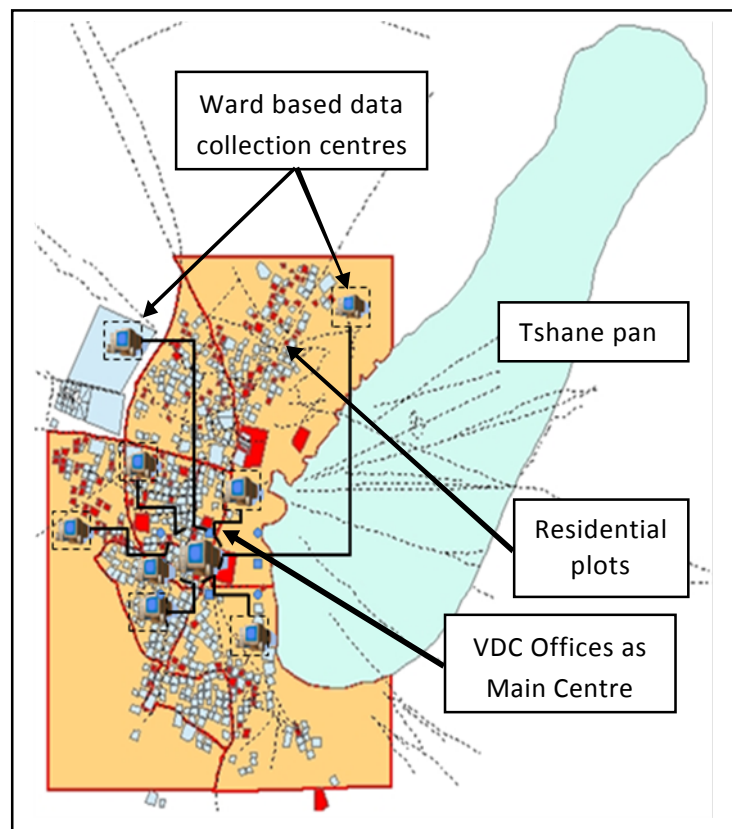 Ward based data
collection centres
Tshane pan
Residential
plots
VDC Offices as
Main Centre